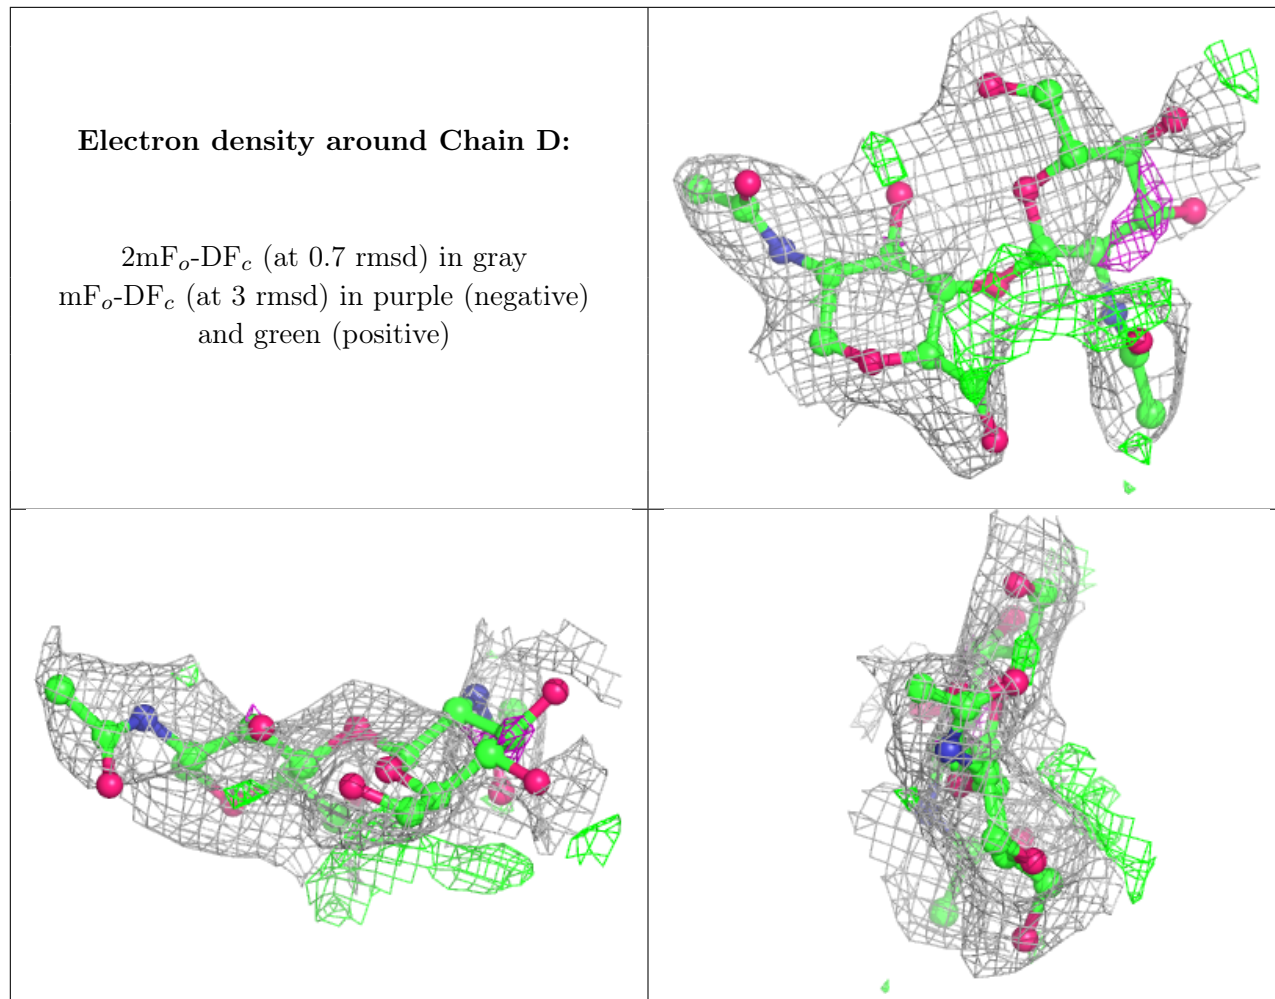 Electron density around Chain D:
2mFo-DFc (at 0.7 rmsd) in gray
mFo-DFc (at 3 rmsd) in purple (negative)
and green (positive)